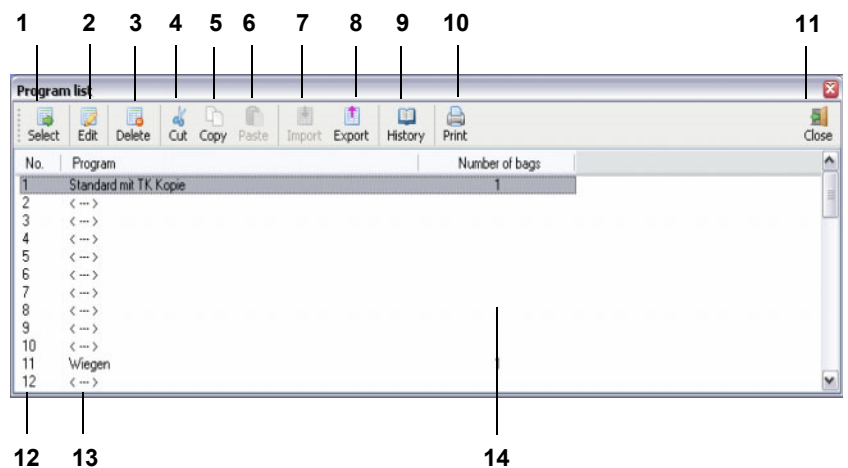 1 2 3 4 5 6 7 8 9 10 11
Program list
Select Edit Delete Cut Copy Paste Import Export History Print Close
No. Program Number of bags
1 Standard mit TK Kopie 1
2 < --- >
3 < --- >
4 < --- >
5 < --- >
6 < --- >
7 < --- >
8 < --- >
9 < --- >
10 < --- >
11 Wiegen 1
12 < --- >
12 13 14